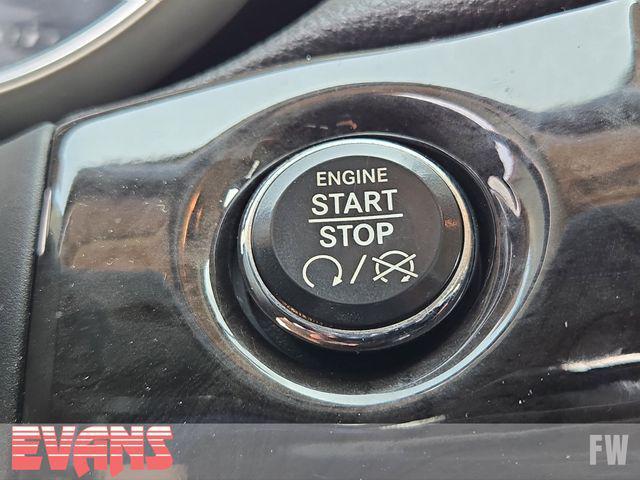 ENGINE
START
STOP
/
EVANS
FW